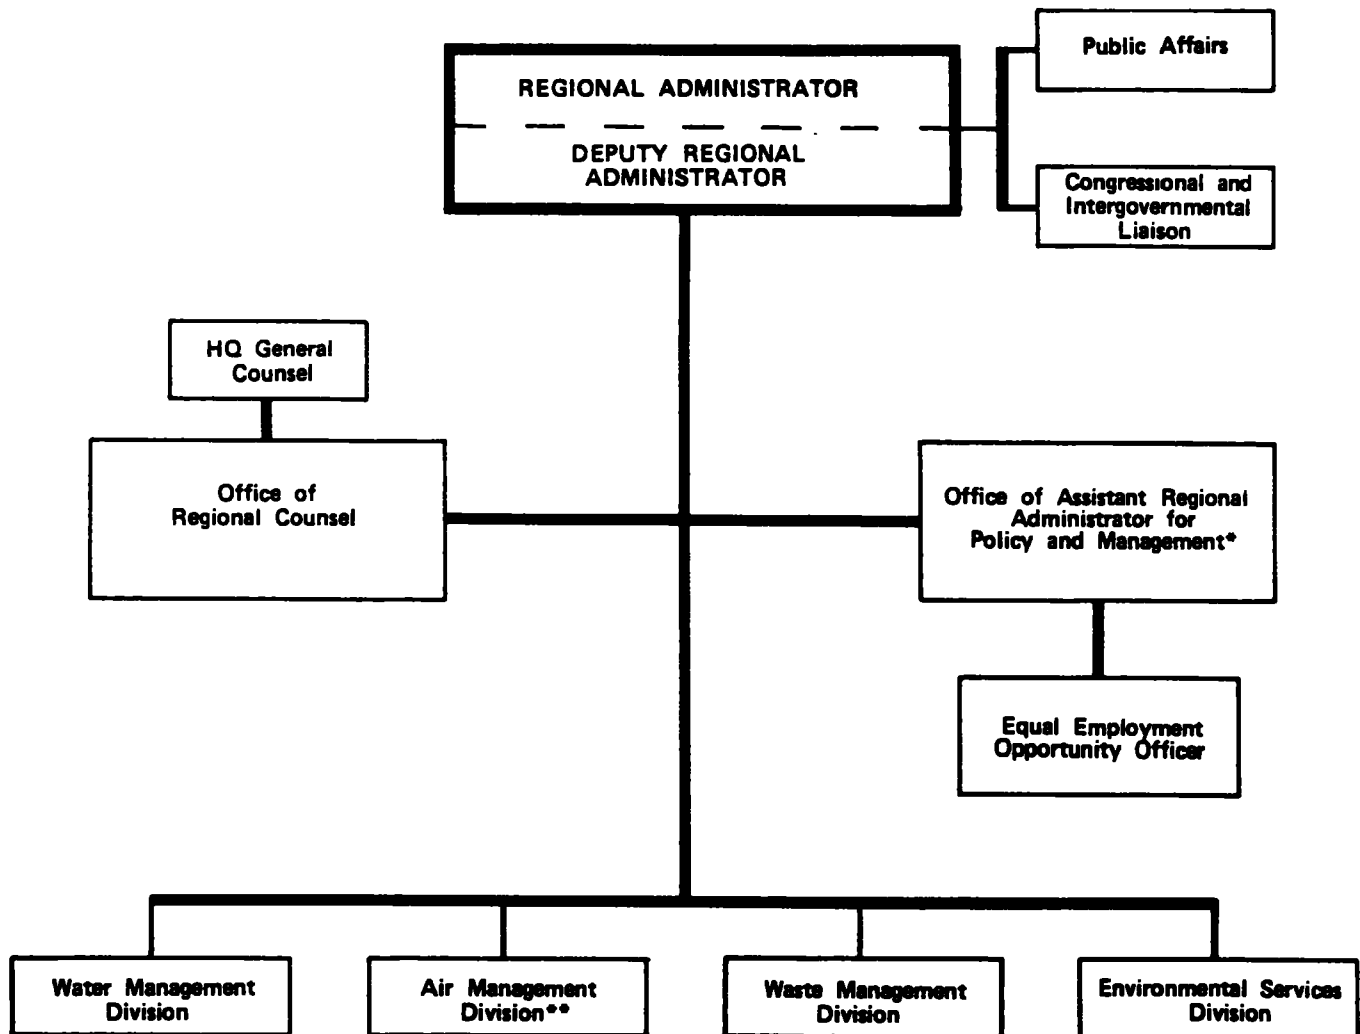 Public Affairs
REGIONAL ADMINISTRATOR
DEPUTY REGIONAL
ADMINISTRATOR
Congressional and
Intergovernmental
Liaison
HQ General
Counsel
Office of
Regional Counsel
Office of Assistant Regional
Administrator for
Policy and Management*
Equal Employment
Opportunity Officer
Water Management
Division
Air Management
Division**
Waste Management
Division
Environmental Services
Division